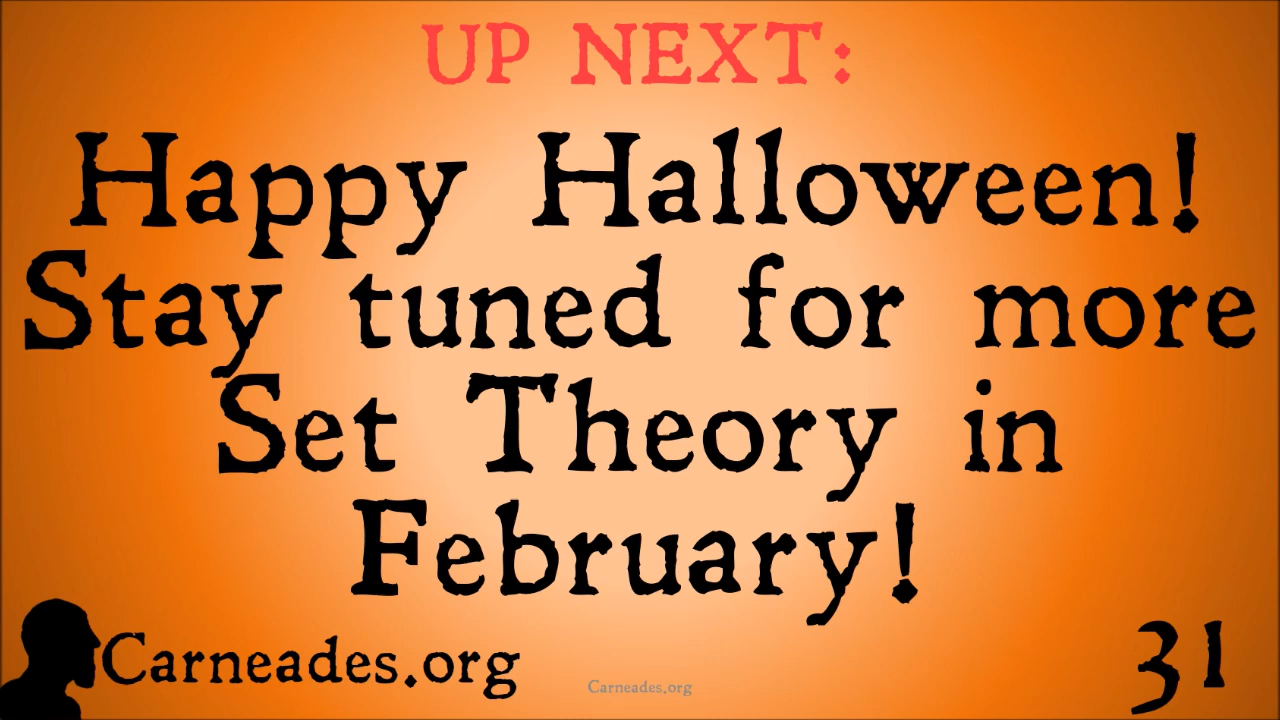 UP NEXT:
Happy Halloween!
Stay tuned for more
Set Theory in
February!
Carneades.org
Carneades.org
31